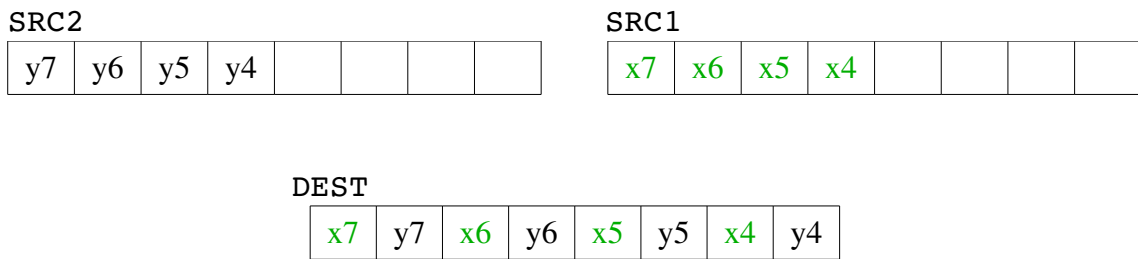 SRC2 SRC1
y7 y6 y5 y4 x7 x6 x5 x4
DEST
x7 y7 x6 y6 x5 y5 x4 y4